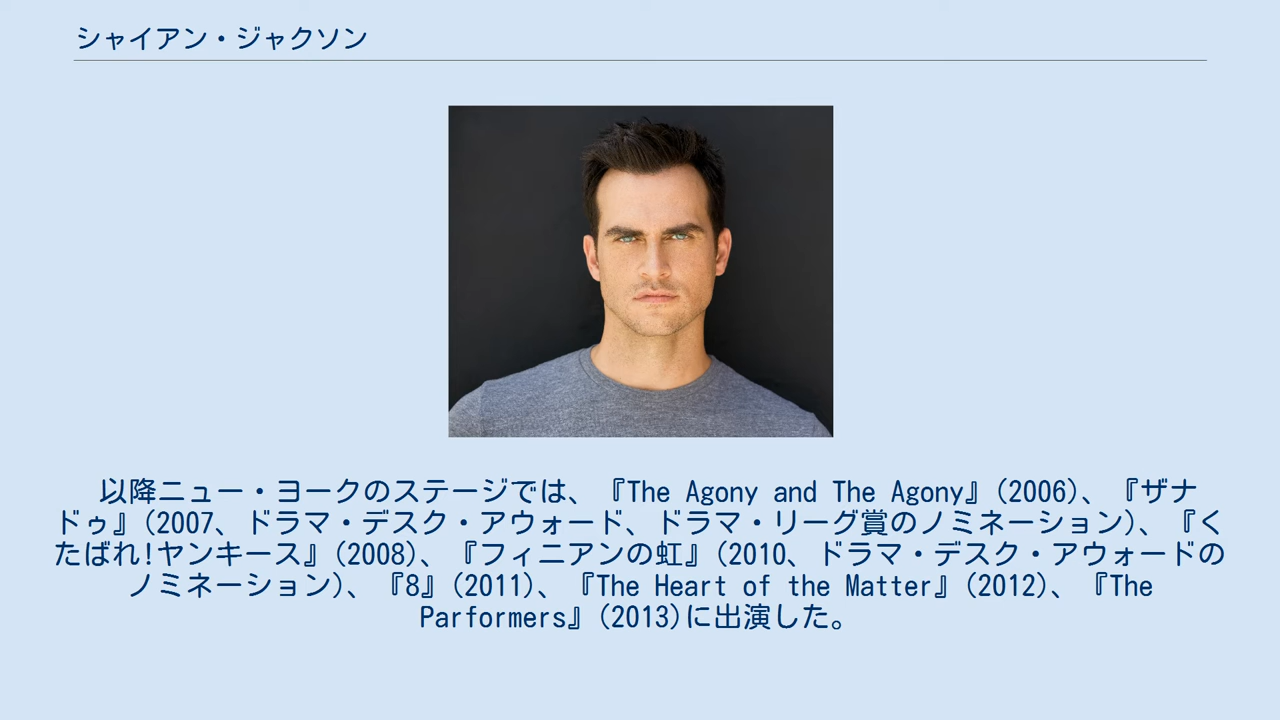 シャイアン・ジャクソン
以降ニュー・ヨークのステージでは、『The Agony and The Agony』(2006)、『ザナ
ドゥ』(2007、ドラマ・デスク・アウォード、ドラマ・リーグ賞のノミネーション)、『く
たばれ!ヤンキース』(2008)、『フィニアンの虹』(2010、ドラマ・デスク・アウォードの
ノミネーション)、『8』(2011)、『The Heart of the Matter』(2012)、『The
Parformers』(2013)に出演した。